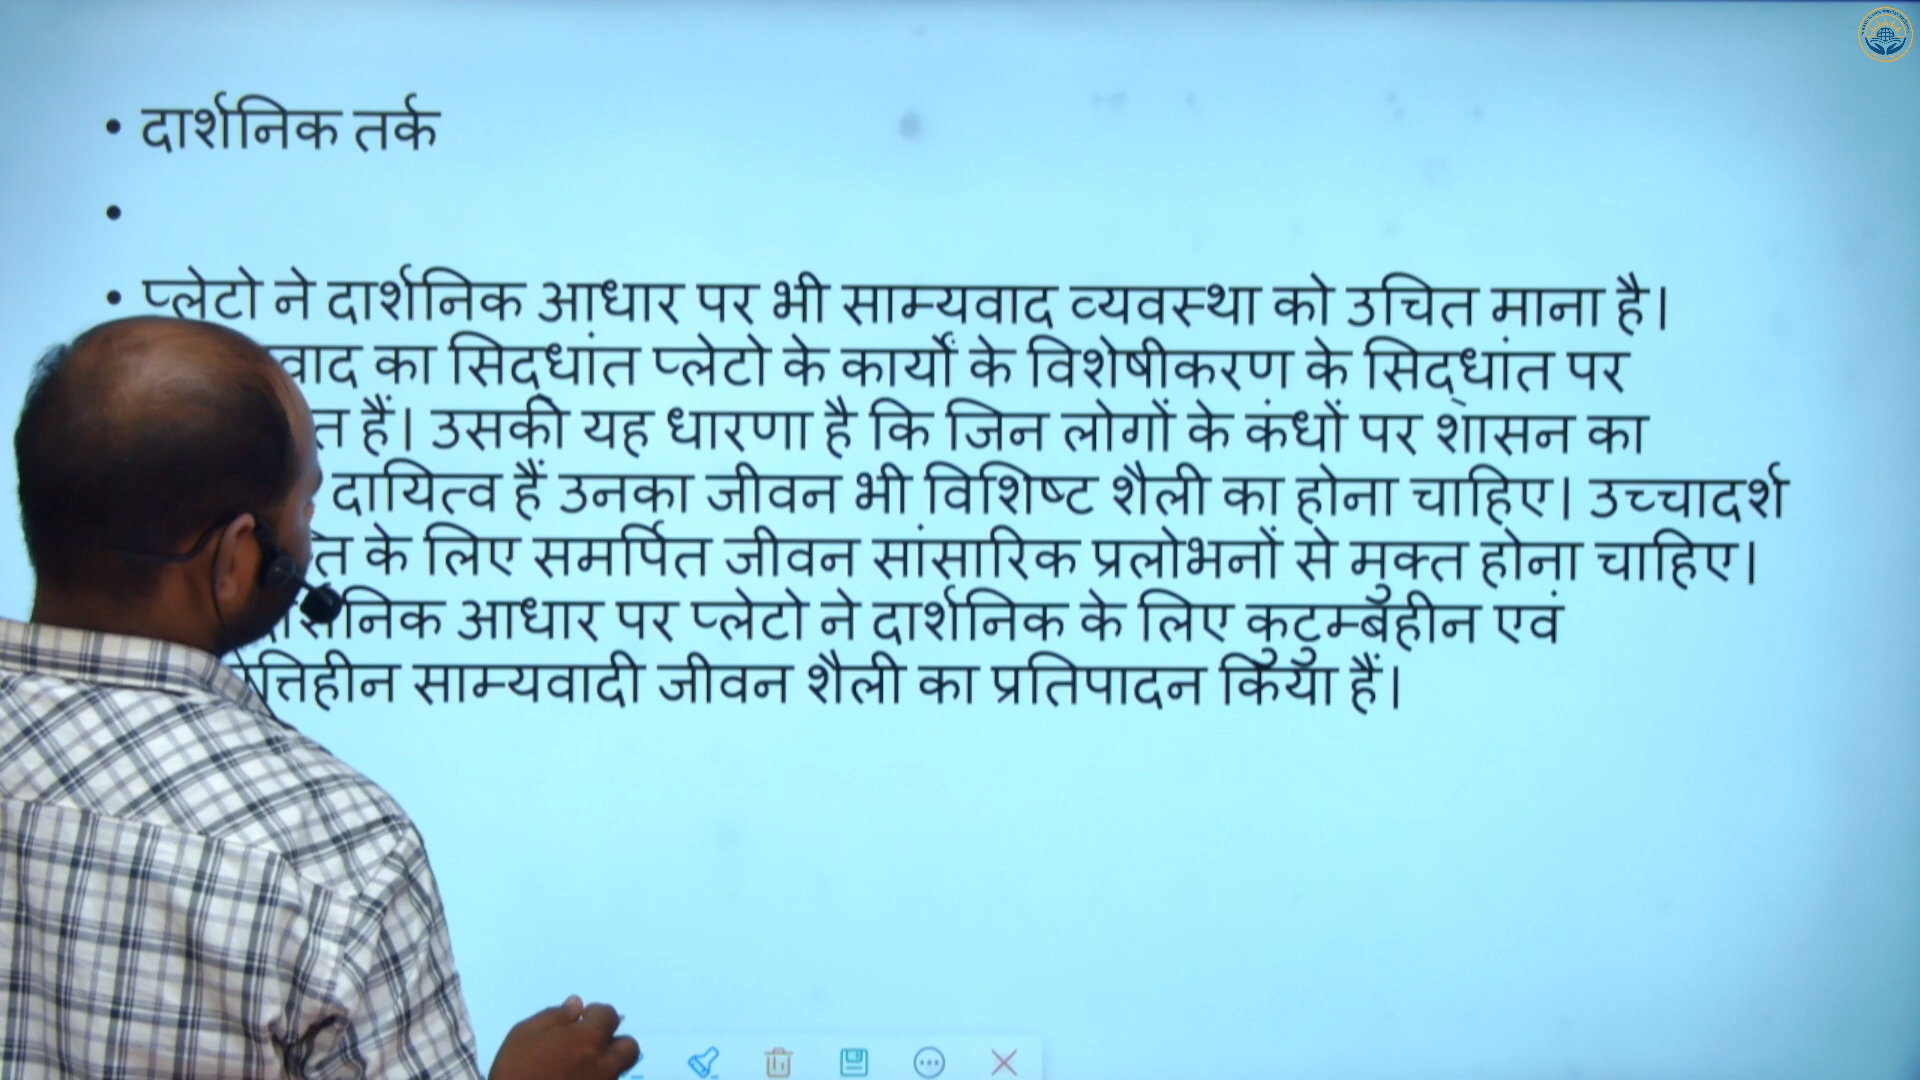 • दार्शनिक तर्क
•
• प्लेटो ने दार्शनिक आधार पर भी साम्यवाद व्यवस्था को उचित माना है।
वाद का सिद्धांत प्लेटो के कार्यों के विशेषीकरण के सिद्धांत पर
त हैं। उसकी यह धारणा है कि जिन लोगों के कंधों पर शासन का
दायित्व हैं उनका जीवन भी विशिष्ट शैली का होना चाहिए। उच्चादर्श
के लिए समर्पित जीवन सांसारिक प्रलोभनों से मुक्त होना चाहिए।
आधार पर प्लेटो ने दार्शनिक के लिए कुटुम्बहीन एवं
त्तिहीन साम्यवादी जीवन शैली का प्रतिपादन किया हैं।